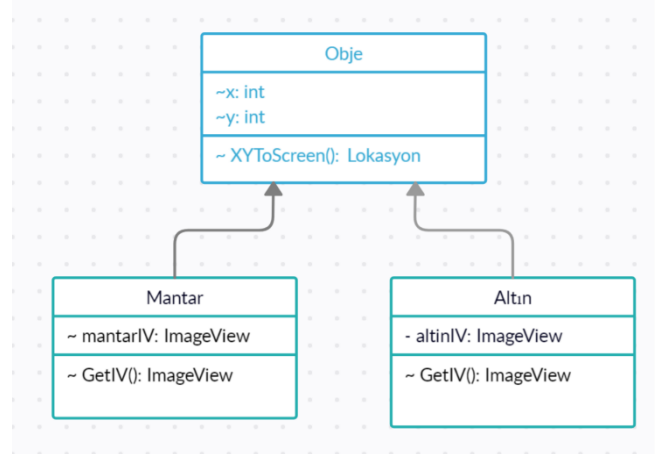 Obje
~x: int
~y: int
~ XYToScreen(): Lokasyon
Mantar
~ mantarIV: ImageView
~ GetIV(): ImageView
Altın
- altinIV: ImageView
~ GetIV(): ImageView